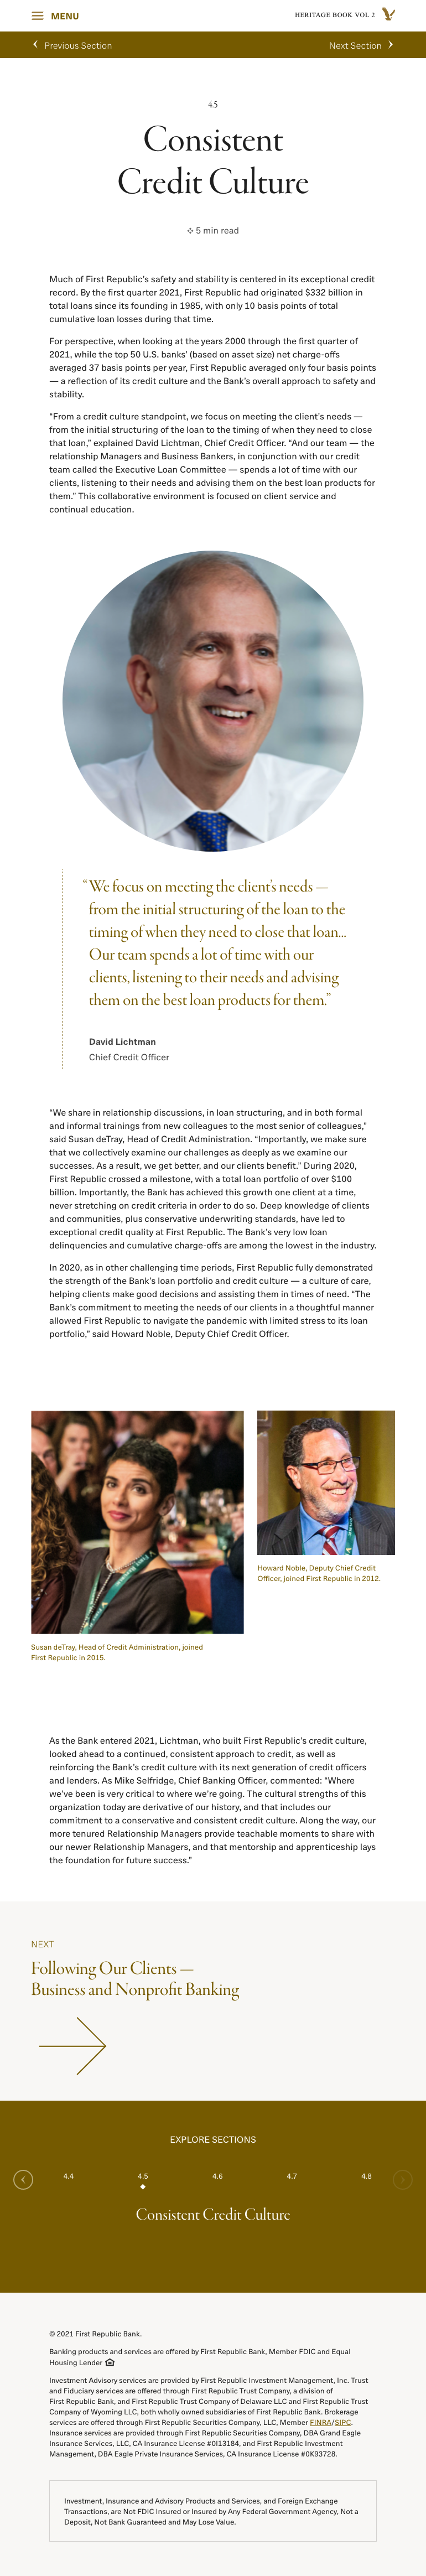 MENU
HERITAGE BOOK VOL 2
Previous Section
Next Section
4.5
Consistent
Credit Culture
5 min read
Much of First Republic's safety and stability is centered in its exceptional credit
record. By the first quarter 2021, First Republic had originated $332 billion in
total loans since its founding in 1985, with only 10 basis points of total
cumulative loan losses during that time.
For perspective, when looking at the years 2000 through the first quarter of
2021, while the top 50 U.S. banks' (based on asset size) net charge-offs
averaged 37 basis points per year, First Republic averaged only four basis points
— a reflection of its credit culture and the Bank's overall approach to safety and
stability.
“From a credit culture standpoint, we focus on meeting the client's needs —
from the initial structuring of the loan to the timing of when they need to close
that loan,” explained David Lichtman, Chief Credit Officer. “And our team — the
relationship Managers and Business Bankers, in conjunction with our credit
team called the Executive Loan Committee — spends a lot of time with our
clients, listening to their needs and advising them on the best loan products for
them.” This collaborative environment is focused on client service and
continual education.
“We focus on meeting the client's needs —
from the initial structuring of the loan to the
timing of when they need to close that loan...
Our team spends a lot of time with our
clients, listening to their needs and advising
them on the best loan products for them.”
David Lichtman
Chief Credit Officer
“We share in relationship discussions, in loan structuring, and in both formal
and informal trainings from new colleagues to the most senior of colleagues,”
said Susan deTray, Head of Credit Administration. “Importantly, we make sure
that we collectively examine our challenges as deeply as we examine our
successes. As a result, we get better, and our clients benefit.” During 2020,
First Republic crossed a milestone, with a total loan portfolio of over $100
billion. Importantly, the Bank has achieved this growth one client at a time,
never stretching on credit criteria in order to do so. Deep knowledge of clients
and communities, plus conservative underwriting standards, have led to
exceptional credit quality at First Republic. The Bank's very low loan
delinquencies and cumulative charge-offs are among the lowest in the industry.
In 2020, as in other challenging time periods, First Republic fully demonstrated
the strength of the Bank's loan portfolio and credit culture — a culture of care,
helping clients make good decisions and assisting them in times of need. “The
Bank's commitment to meeting the needs of our clients in a thoughtful manner
allowed First Republic to navigate the pandemic with limited stress to its loan
portfolio,” said Howard Noble, Deputy Chief Credit Officer.
Howard Noble, Deputy Chief Credit
Officer, joined First Republic in 2012.
Susan deTray, Head of Credit Administration, joined
First Republic in 2015.
As the Bank entered 2021, Lichtman, who built First Republic's credit culture,
looked ahead to a continued, consistent approach to credit, as well as
reinforcing the Bank's credit culture with its next generation of credit officers
and lenders. As Mike Selfridge, Chief Banking Officer, commented: “Where
we've been is very critical to where we're going. The cultural strengths of this
organization today are derivative of our history, and that includes our
commitment to a conservative and consistent credit culture. Along the way, our
more tenured Relationship Managers provide teachable moments to share with
our newer Relationship Managers, and that mentorship and apprenticeship lays
the foundation for future success.”
NEXT
Following Our Clients —
Business and Nonprofit Banking
EXPLORE SECTIONS
4.4 4.5 4.6 4.7 4.8
Consistent Credit Culture
© 2021 First Republic Bank.
Banking products and services are offered by First Republic Bank, Member FDIC and Equal
Housing Lender
Investment Advisory services are provided by First Republic Investment Management, Inc. Trust
and Fiduciary services are offered through First Republic Trust Company, a division of
First Republic Bank, and First Republic Trust Company of Delaware LLC and First Republic Trust
Company of Wyoming LLC, both wholly owned subsidiaries of First Republic Bank. Brokerage
services are offered through First Republic Securities Company, LLC, Member FINRA/SIPC.
Insurance services are provided through First Republic Securities Company, DBA Grand Eagle
Insurance Services, LLC, CA Insurance License #0I13184, and First Republic Investment
Management, DBA Eagle Private Insurance Services, CA Insurance License #0K93728.
Investment, Insurance and Advisory Products and Services, and Foreign Exchange
Transactions, are Not FDIC Insured or Insured by Any Federal Government Agency, Not a
Deposit, Not Bank Guaranteed and May Lose Value.